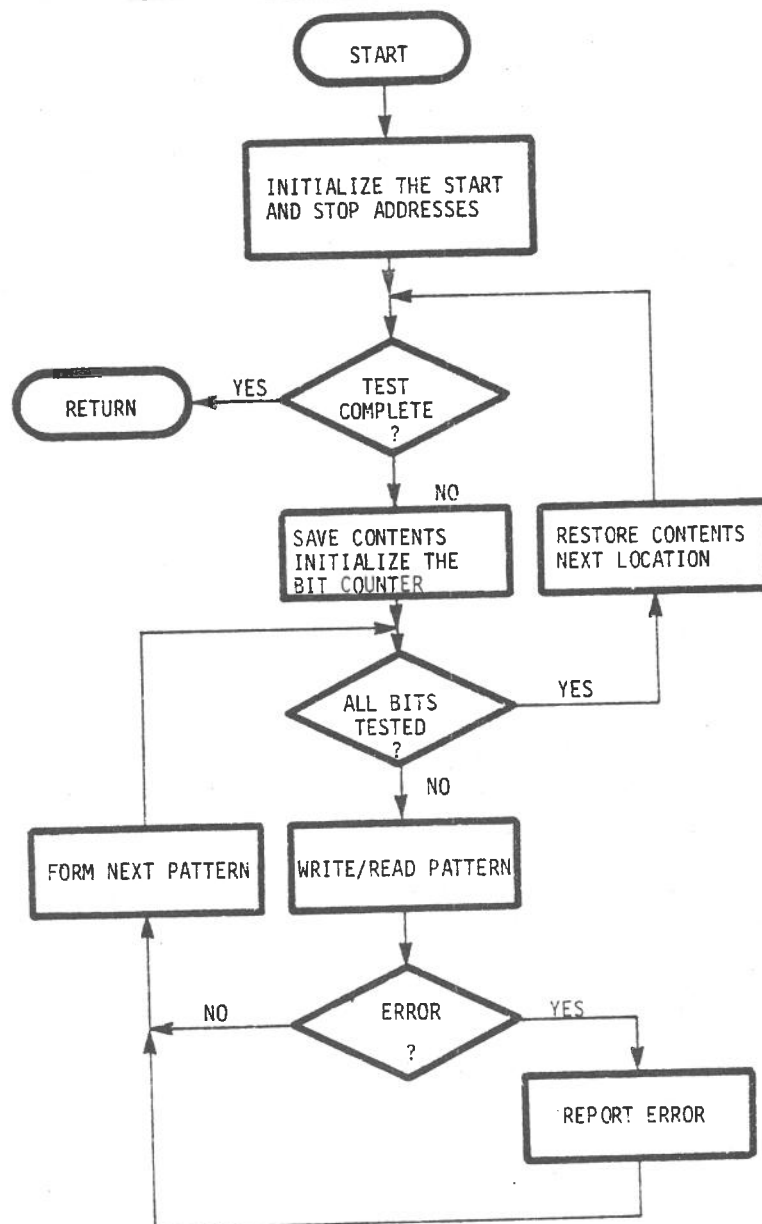 START
INITIALIZE THE START
AND STOP ADDRESSES
YES
TEST
COMPLETE
?
RETURN
NO
SAVE CONTENTS
INITIALIZE THE
BIT COUNTER
RESTORE CONTENTS
NEXT LOCATION
ALL BITS
TESTED
?
YES
NO
FORM NEXT PATTERN
WRITE/READ PATTERN
NO
ERROR
?
YES
REPORT ERROR